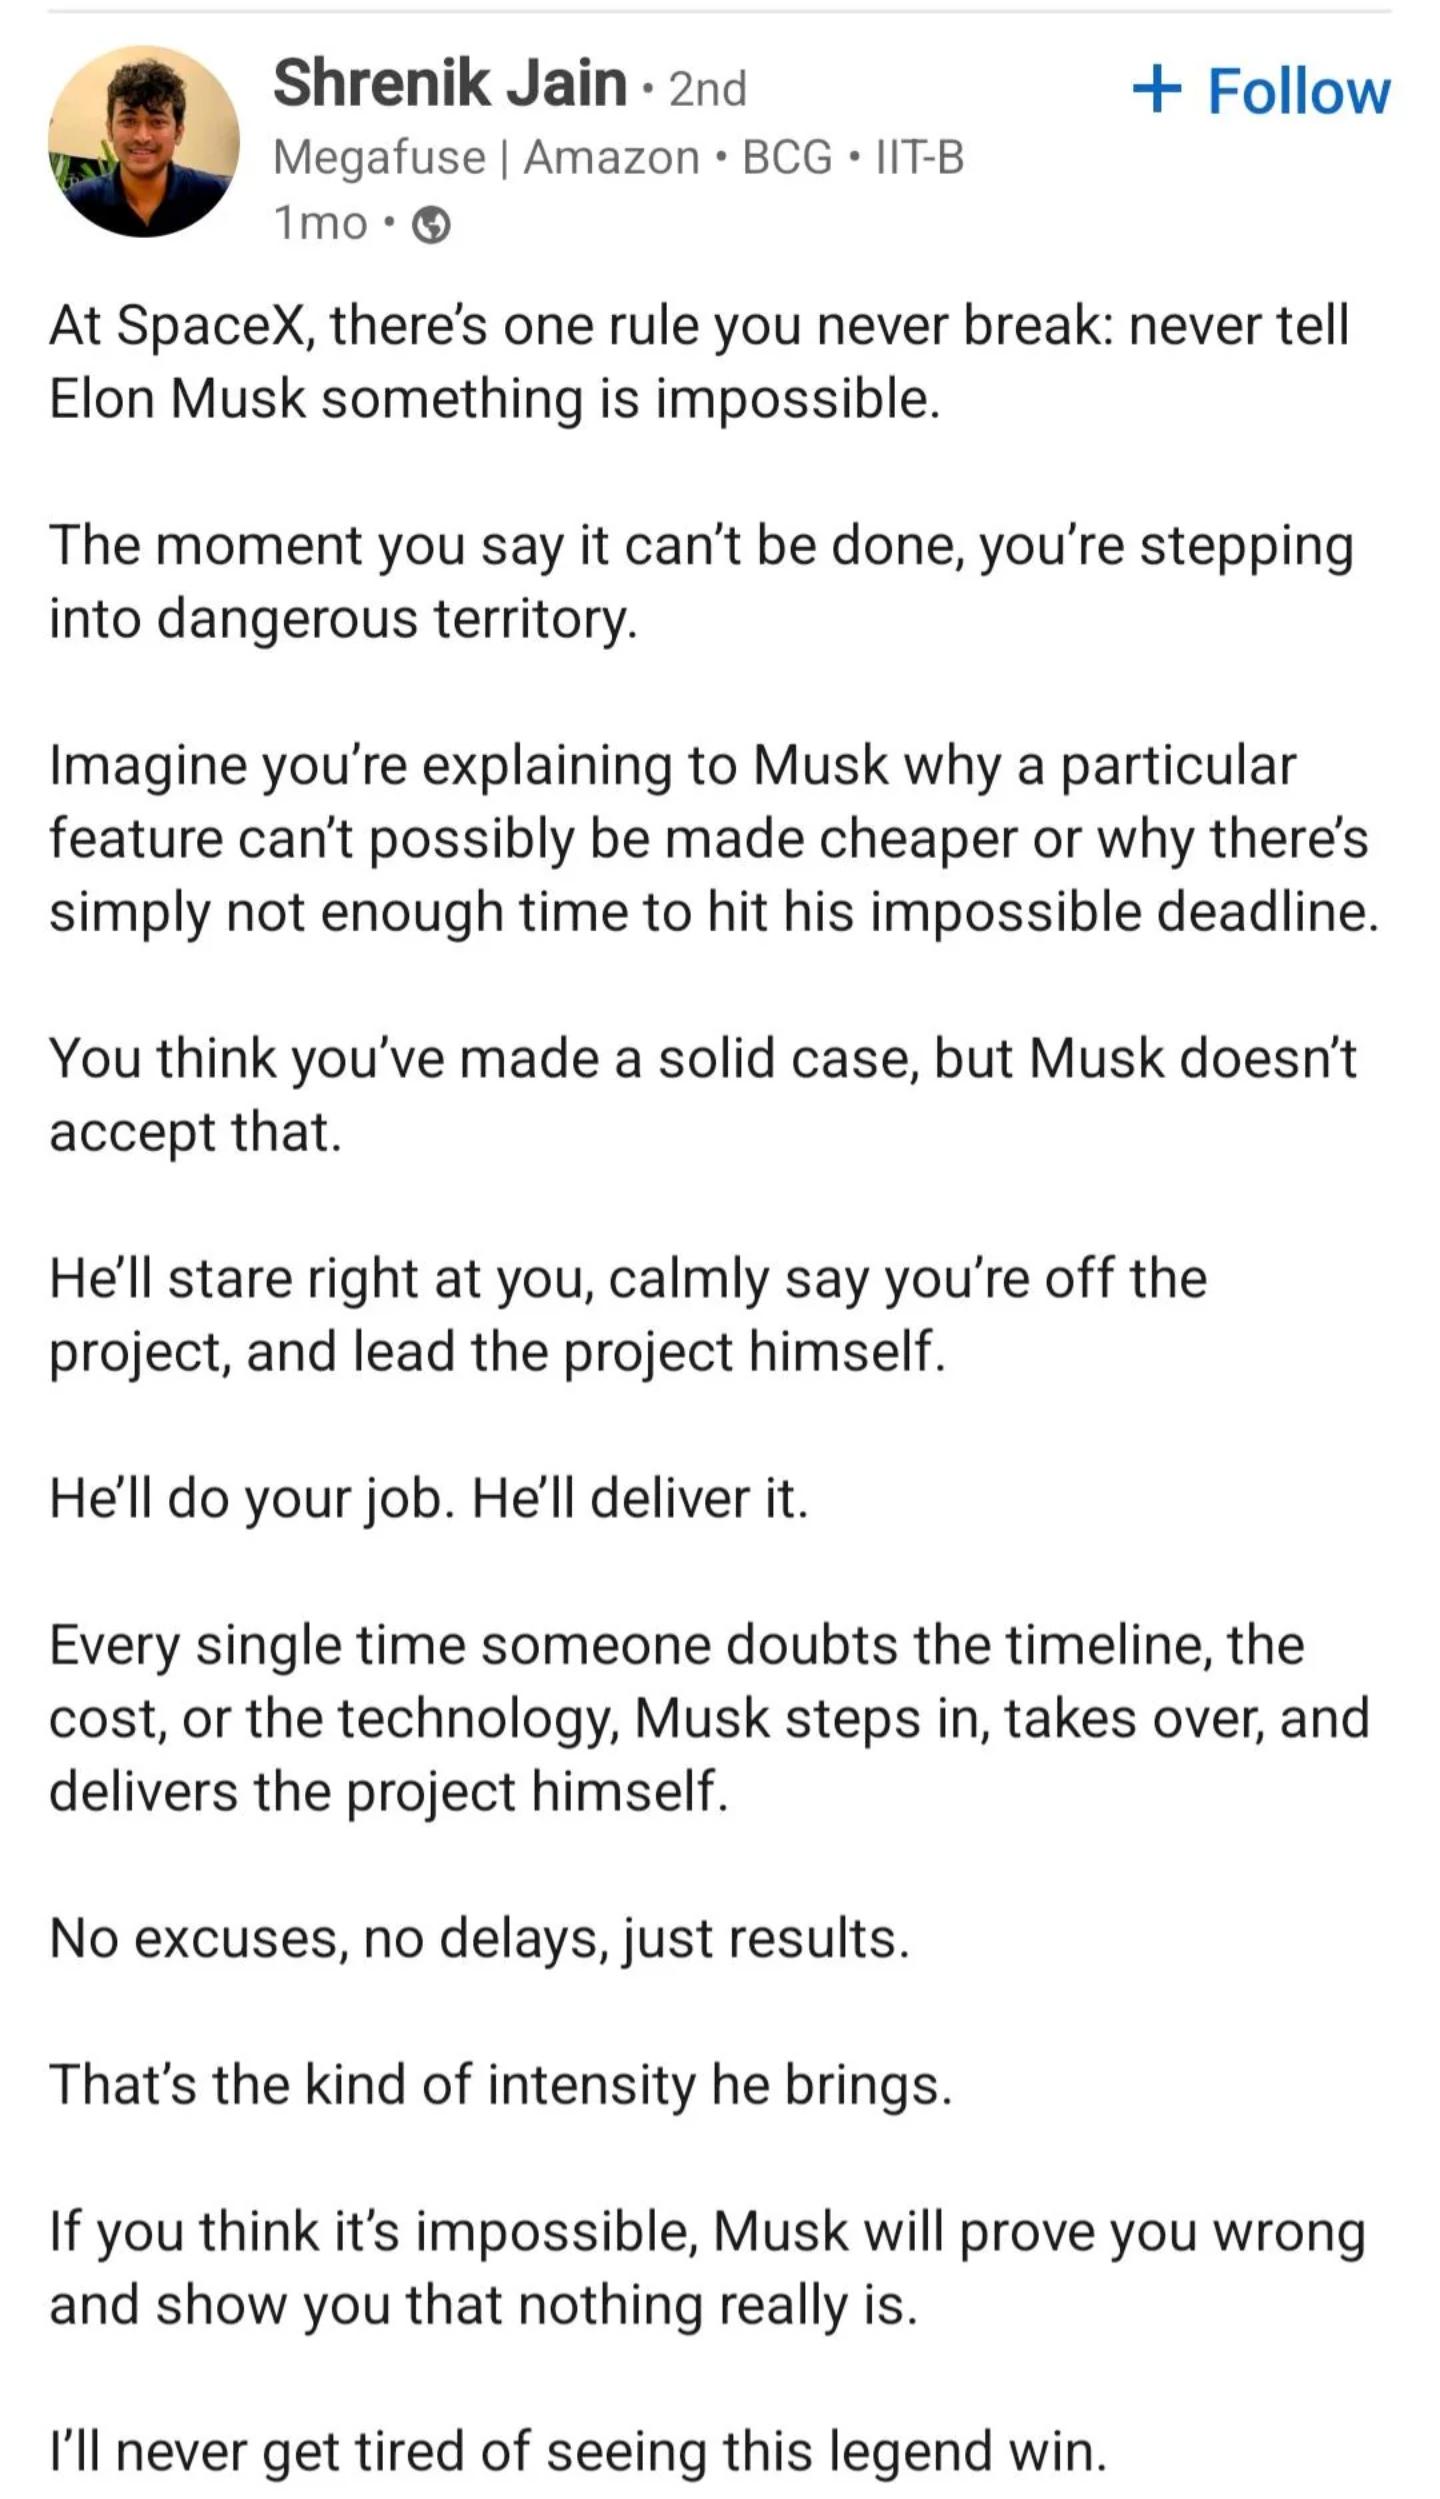 Shrenik Jain • 2nd
+ Follow
Megafuse | Amazon • BCG • IIT-B
1mo •
At SpaceX, there’s one rule you never break: never tell
Elon Musk something is impossible.
The moment you say it can’t be done, you’re stepping
into dangerous territory.
Imagine you’re explaining to Musk why a particular
feature can’t possibly be made cheaper or why there’s
simply not enough time to hit his impossible deadline.
You think you’ve made a solid case, but Musk doesn’t
accept that.
He’ll stare right at you, calmly say you’re off the
project, and lead the project himself.
He’ll do your job. He’ll deliver it.
Every single time someone doubts the timeline, the
cost, or the technology, Musk steps in, takes over, and
delivers the project himself.
No excuses, no delays, just results.
That’s the kind of intensity he brings.
If you think it’s impossible, Musk will prove you wrong
and show you that nothing really is.
I’ll never get tired of seeing this legend win.